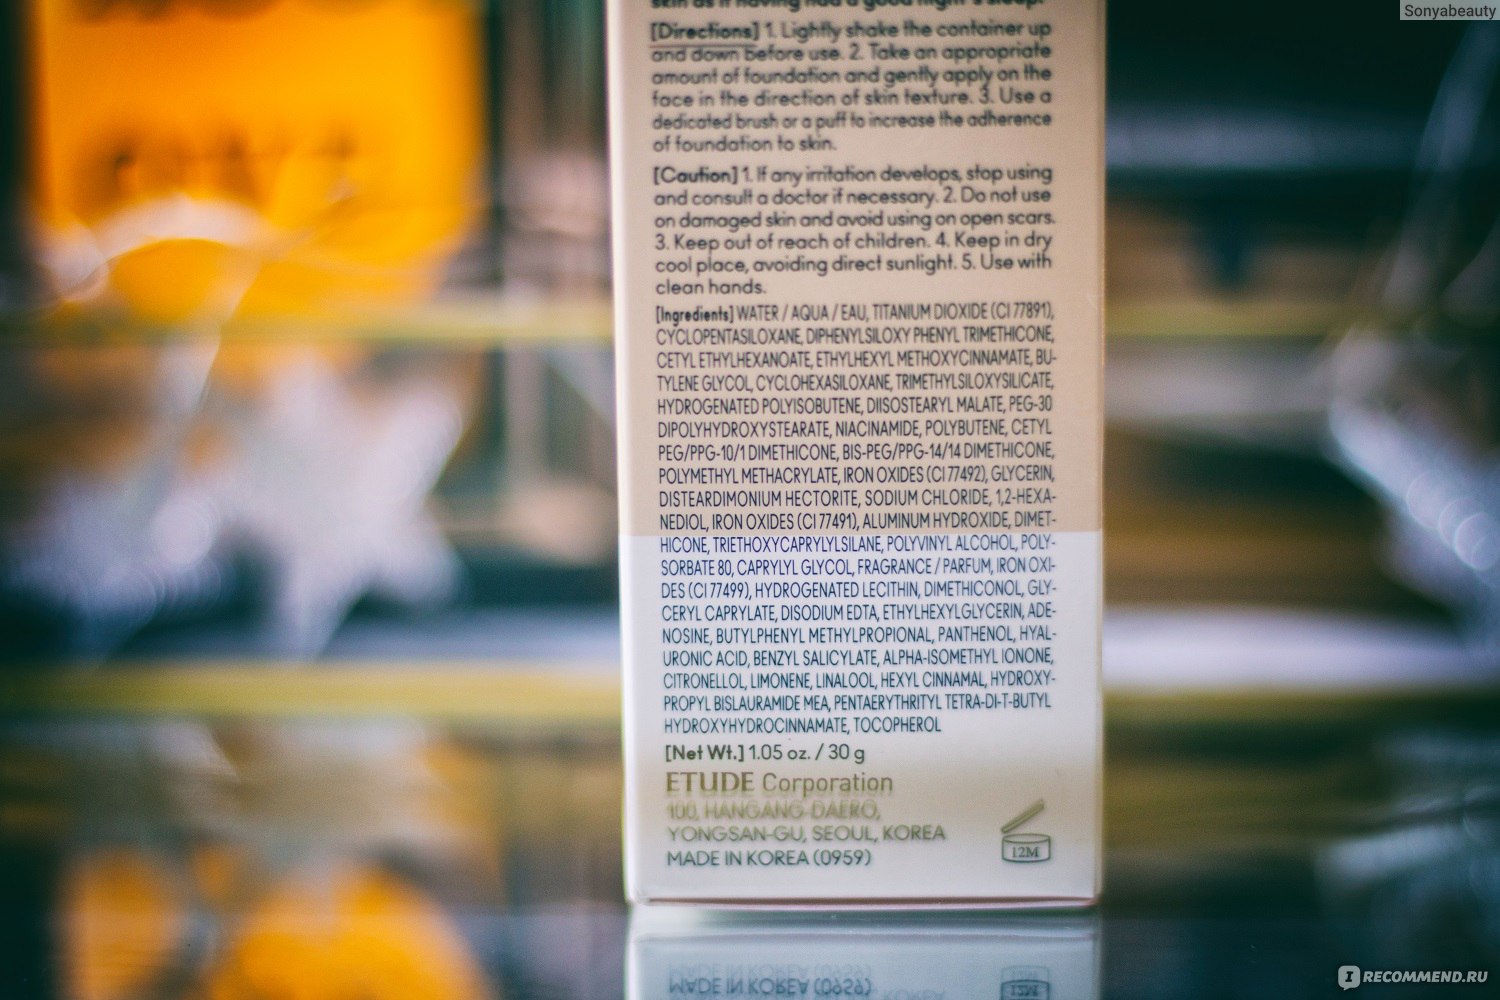 Sonyabeauty
skin as if having had a good night's sleep.
[Directions] 1. Lightly shake the container up
and down before use. 2. Take an appropriate
amount of foundation and gently apply on the
face in the direction of skin texture. 3. Use a
dedicated brush or a puff to increase the adherence
of foundation to skin.
[Caution] 1. If any irritation develops, stop using
and consult a doctor if necessary. 2. Do not use
on damaged skin and avoid using on open scars.
3. Keep out of reach of children. 4. Keep in dry
cool place, avoiding direct sunlight. 5. Use with
clean hands.
[Ingredients] WATER / AQUA / EAU, TITANIUM DIOXIDE (CI 77891),
CYCLOPENTASILOXANE, DIPHENYLSILOXY PHENYL TRIMETHICONE,
CETYL ETHYLHEXANOATE, ETHYLHEXYL METHOXYCINNAMATE, BU-
TYLENE GLYCOL, CYCLOHEXASILOXANE, TRIMETHYLSILOXYSILICATE,
HYDROGENATED POLYISOBUTENE, DIISOSTEARYL MALATE, PEG-30
DIPOLYHYDROXYSTEARATE, NIACINAMIDE, POLYBUTENE, CETYL
PEG/PPG-10/1 DIMETHICONE, BIS-PEG/PPG-14/14 DIMETHICONE,
POLYMETHYL METHACRYLATE, IRON OXIDES (CI 77492), GLYCERIN,
DISTEARDIMONIUM HECTORITE, SODIUM CHLORIDE, 1,2-HEXA-
NEDIOL, IRON OXIDES (CI 77491), ALUMINUM HYDROXIDE, DIMET-
HICONE, TRIETHOXYCAPRYLYLSILANE, POLYVINYL ALCOHOL, POLY-
SORBATE 80, CAPRYLYL GLYCOL, FRAGRANCE / PARFUM, IRON OXI-
DES (CI 77499), HYDROGENATED LECITHIN, DIMETHICONOL, GLY-
CERYL CAPRYLATE, DISODIUM EDTA, ETHYLHEXYLGLYCERIN, ADE-
NOSINE, BUTYLPHENYL METHYLPROPIONAL, PANTHENOL, HYAL-
URONIC ACID, BENZYL SALICYLATE, ALPHA-ISOMETHYL IONONE,
CITRONELLOL, LIMONENE, LINALOOL, HEXYL CINNAMAL, HYDROXY-
PROPYL BISLAURAMIDE MEA, PENTAERYTHRITYL TETRA-DI-T-BUTYL
HYDROXYHYDROCINNAMATE, TOCOPHEROL
[Net Wt.] 1.05 oz. / 30 g
ETUDE Corporation
100, HANGANG-DAERO,
YONGSAN-GU, SEOUL, KOREA
MADE IN KOREA (0959)
12M
IRECOMMEND.RU